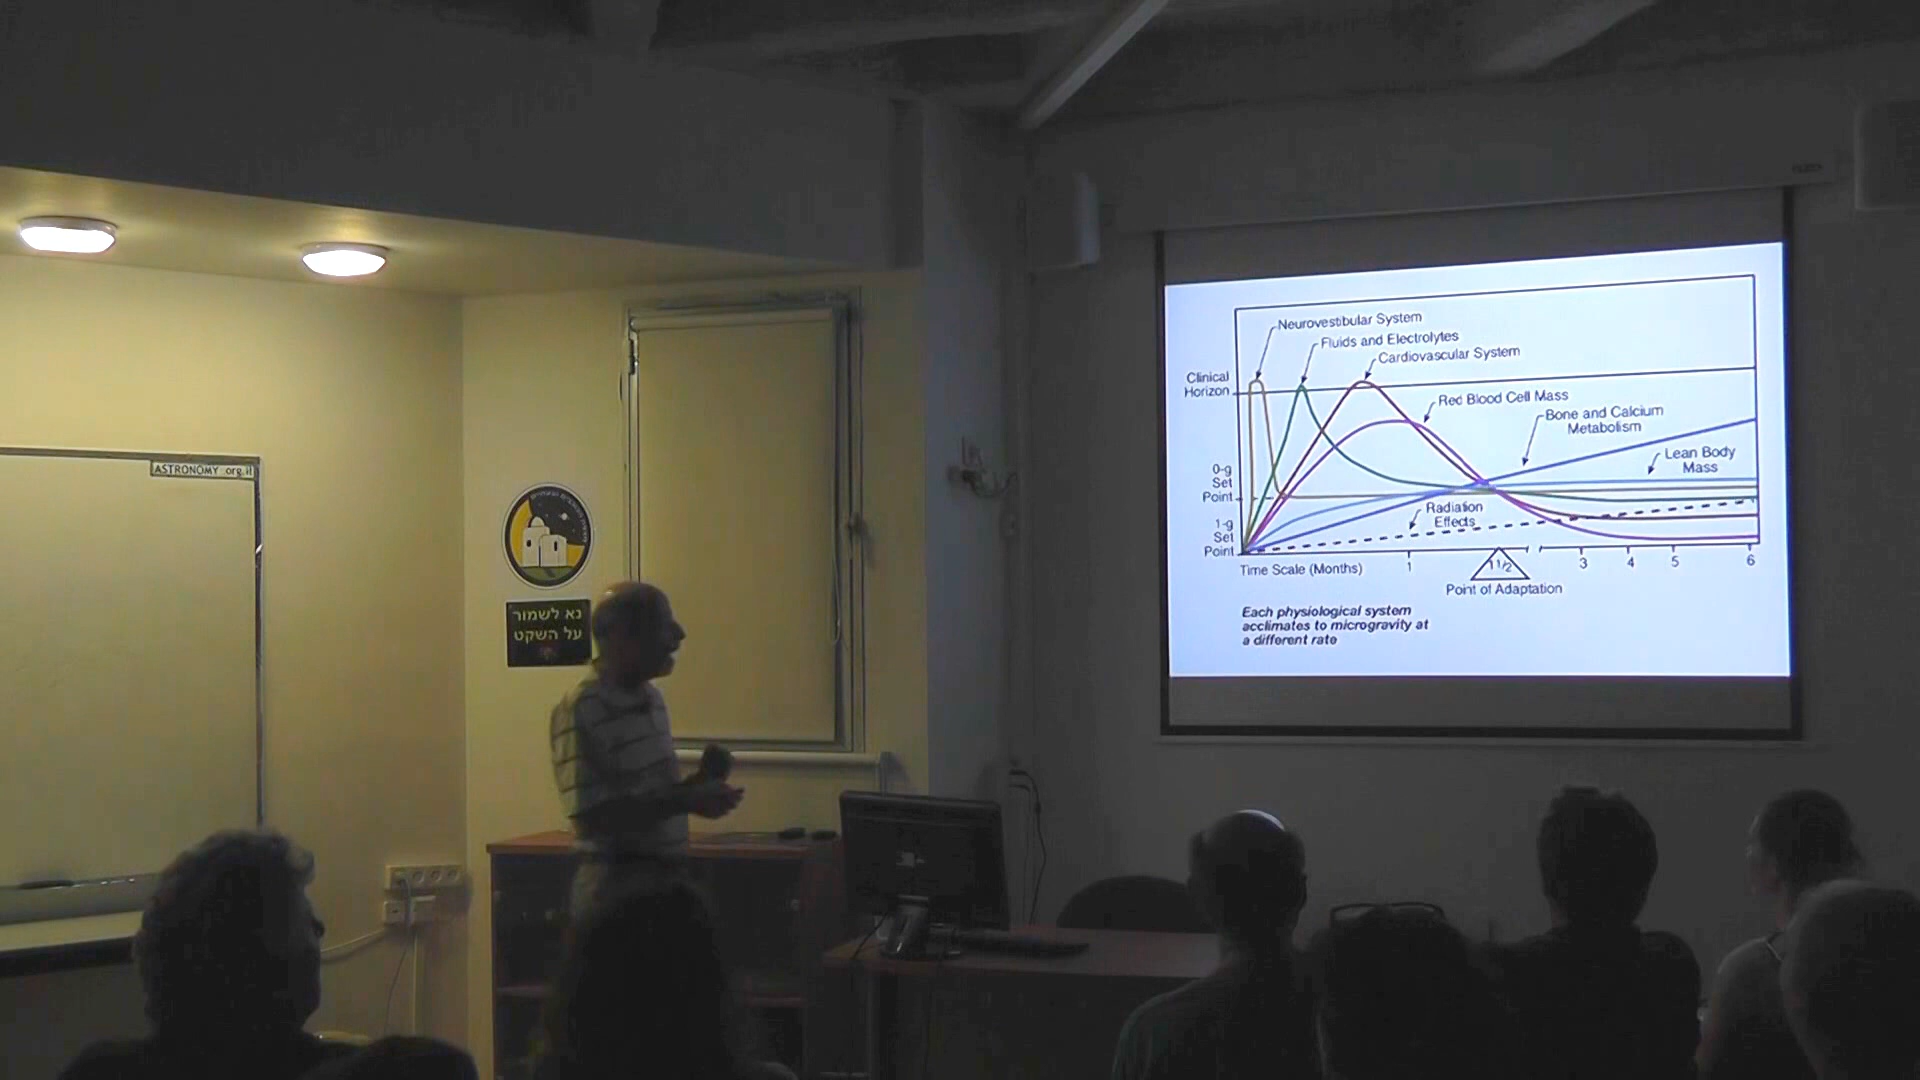 ASTRONOMY org.il
נא לשמור
על השקט
Neurovestibular System
Fluids and Electrolytes
Cardiovascular System
Clinical
Horizon
Red Blood Cell Mass
Bone and Calcium
Metabolism
Lean Body
Mass
0-g
Set
Point
Radiation
Effects
1-g
Set
Point
Time Scale (Months)
1
1 1/2
3
4
5
6
Point of Adaptation
Each physiological system
acclimates to microgravity at
a different rate